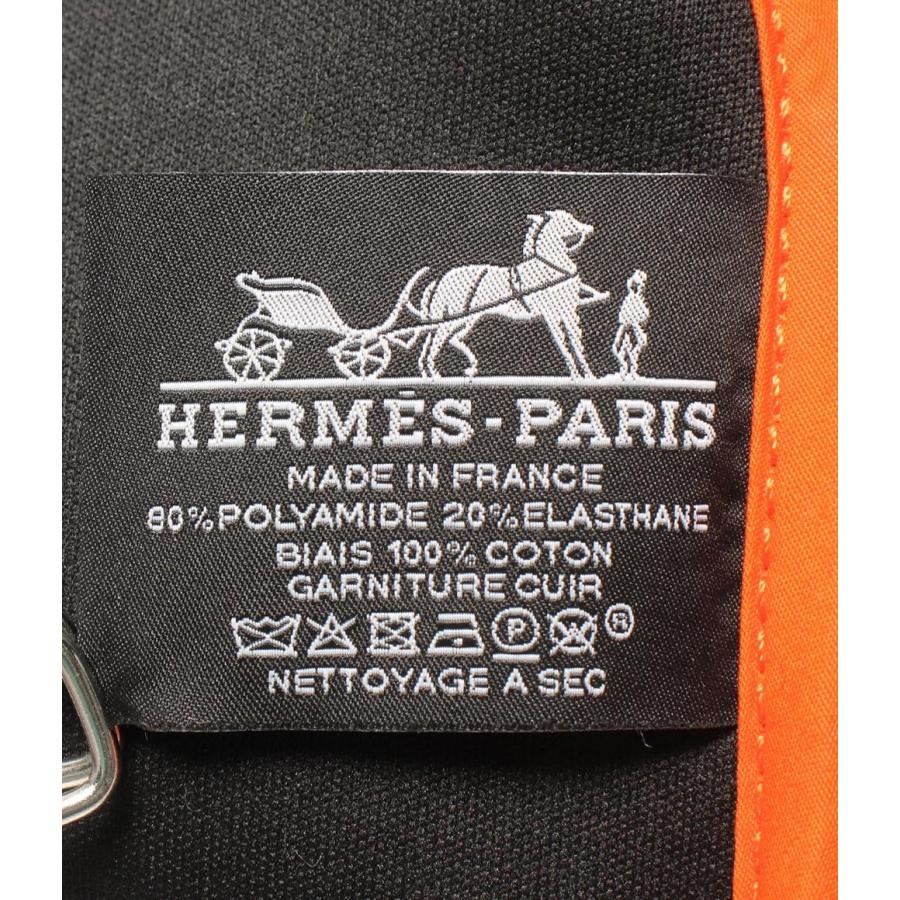 HERMÈS-PARIS
MADE IN FRANCE
80%POLYAMIDE 20%ELASTHANE
BIAIS 100% COTON
GARNITURE CUIR
P W ®
NETTOYAGE A SEC